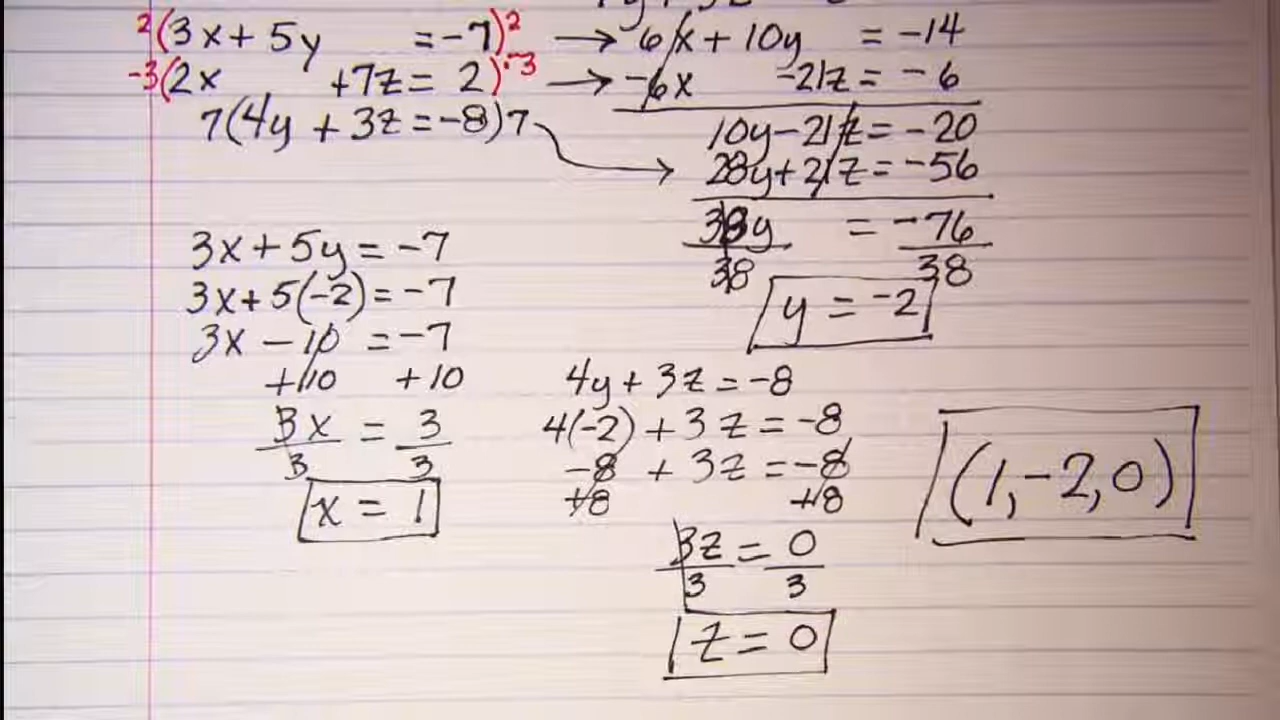 2(3x + 5y = -7)2 → 6x + 10y = -14
-3(2x + 7z = 2)·-3 → -6x -21z = -6
7(4y + 3z = -8)7 →
10y - 21z = -20
28y + 21z = -56
38y = -76
38 38
y = -2
3x + 5y = -7
3x + 5(-2) = -7
3x - 10 = -7
+10 +10
3x = 3
3 3
x = 1
4y + 3z = -8
4(-2) + 3z = -8
-8 + 3z = -8
+8 +8
3z = 0
3 3
z = 0
(1, -2, 0)